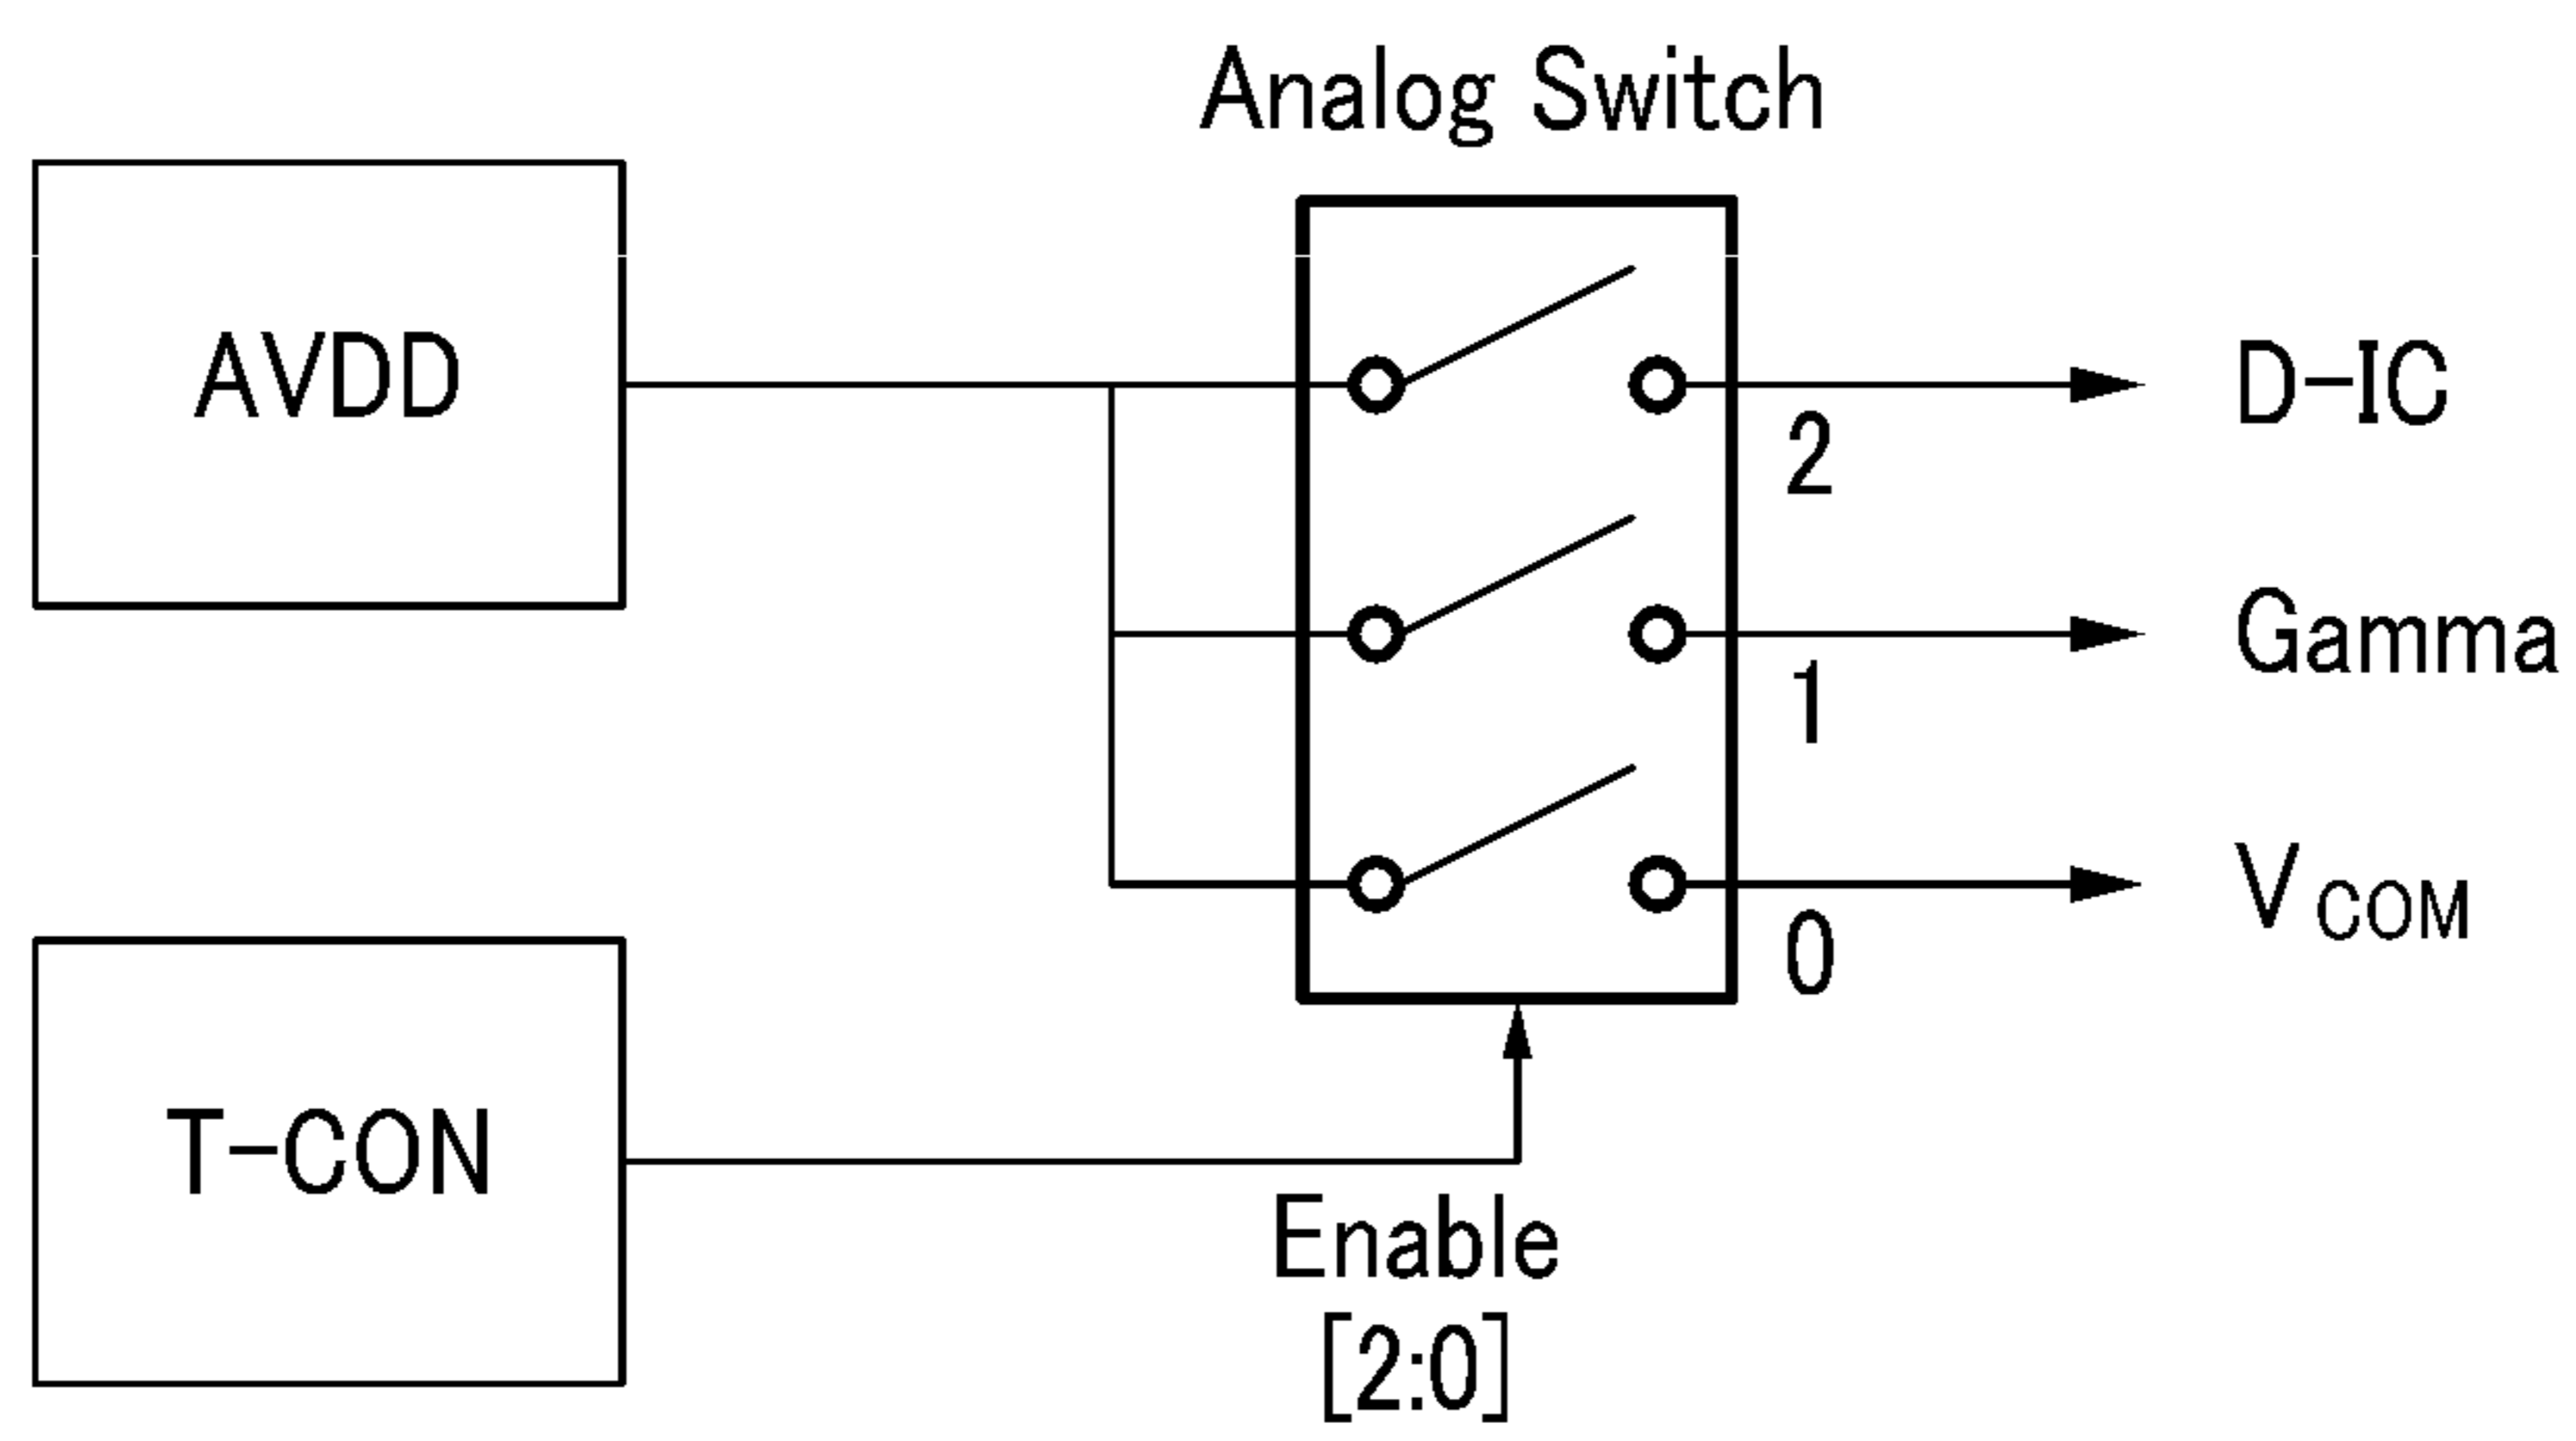 Analog Switch
AVDD
D-IC
2
Gamma
1
VCOM
0
T-CON
Enable
[2:0]